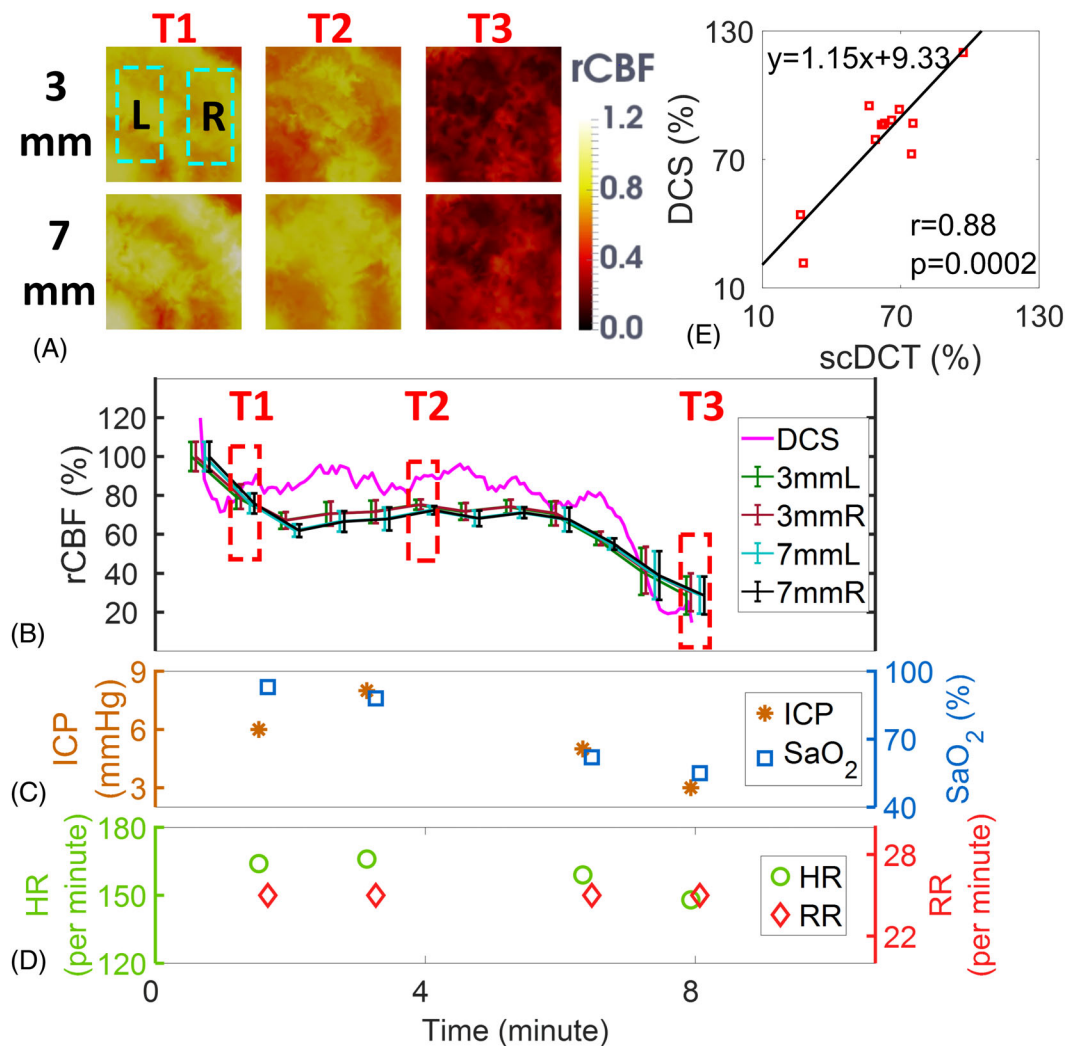 T1 T2 T3
3
mm
L R
7
mm
(A)
rCBF
1.2
0.8
0.4
0.0
130
70
10
DCS (%)
y=1.15x+9.33
r=0.88
p=0.0002
10 70 130
scDCT (%)
(E)
T1 T2 T3
120
100
80
60
40
20
rCBF (%)
DCS
3mmL
3mmR
7mmL
7mmR
(B)
9
6
3
ICP
(mmHg)
ICP
SaO2
100
70
40
SaO2 (%)
(C)
180
150
120
HR
(per minute)
HR
RR
28
22
RR
(per minute)
(D)
0 4 8
Time (minute)